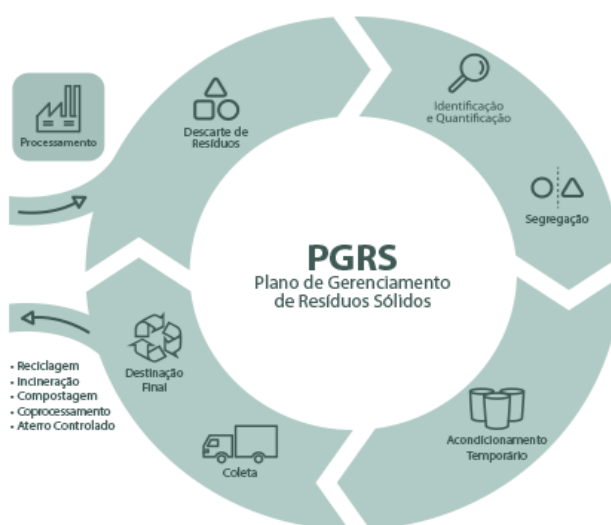 Processamento
Descarte de
Resíduos
Identificação
e Quantificação
Segregação
PGRS
Plano de Gerenciamento
de Resíduos Sólidos
Acondicionamento
Temporário
Coleta
Destinação
Final
• Reciclagem
• Incineração
• Compostagem
• Coprocessamento
• Aterro Controlado